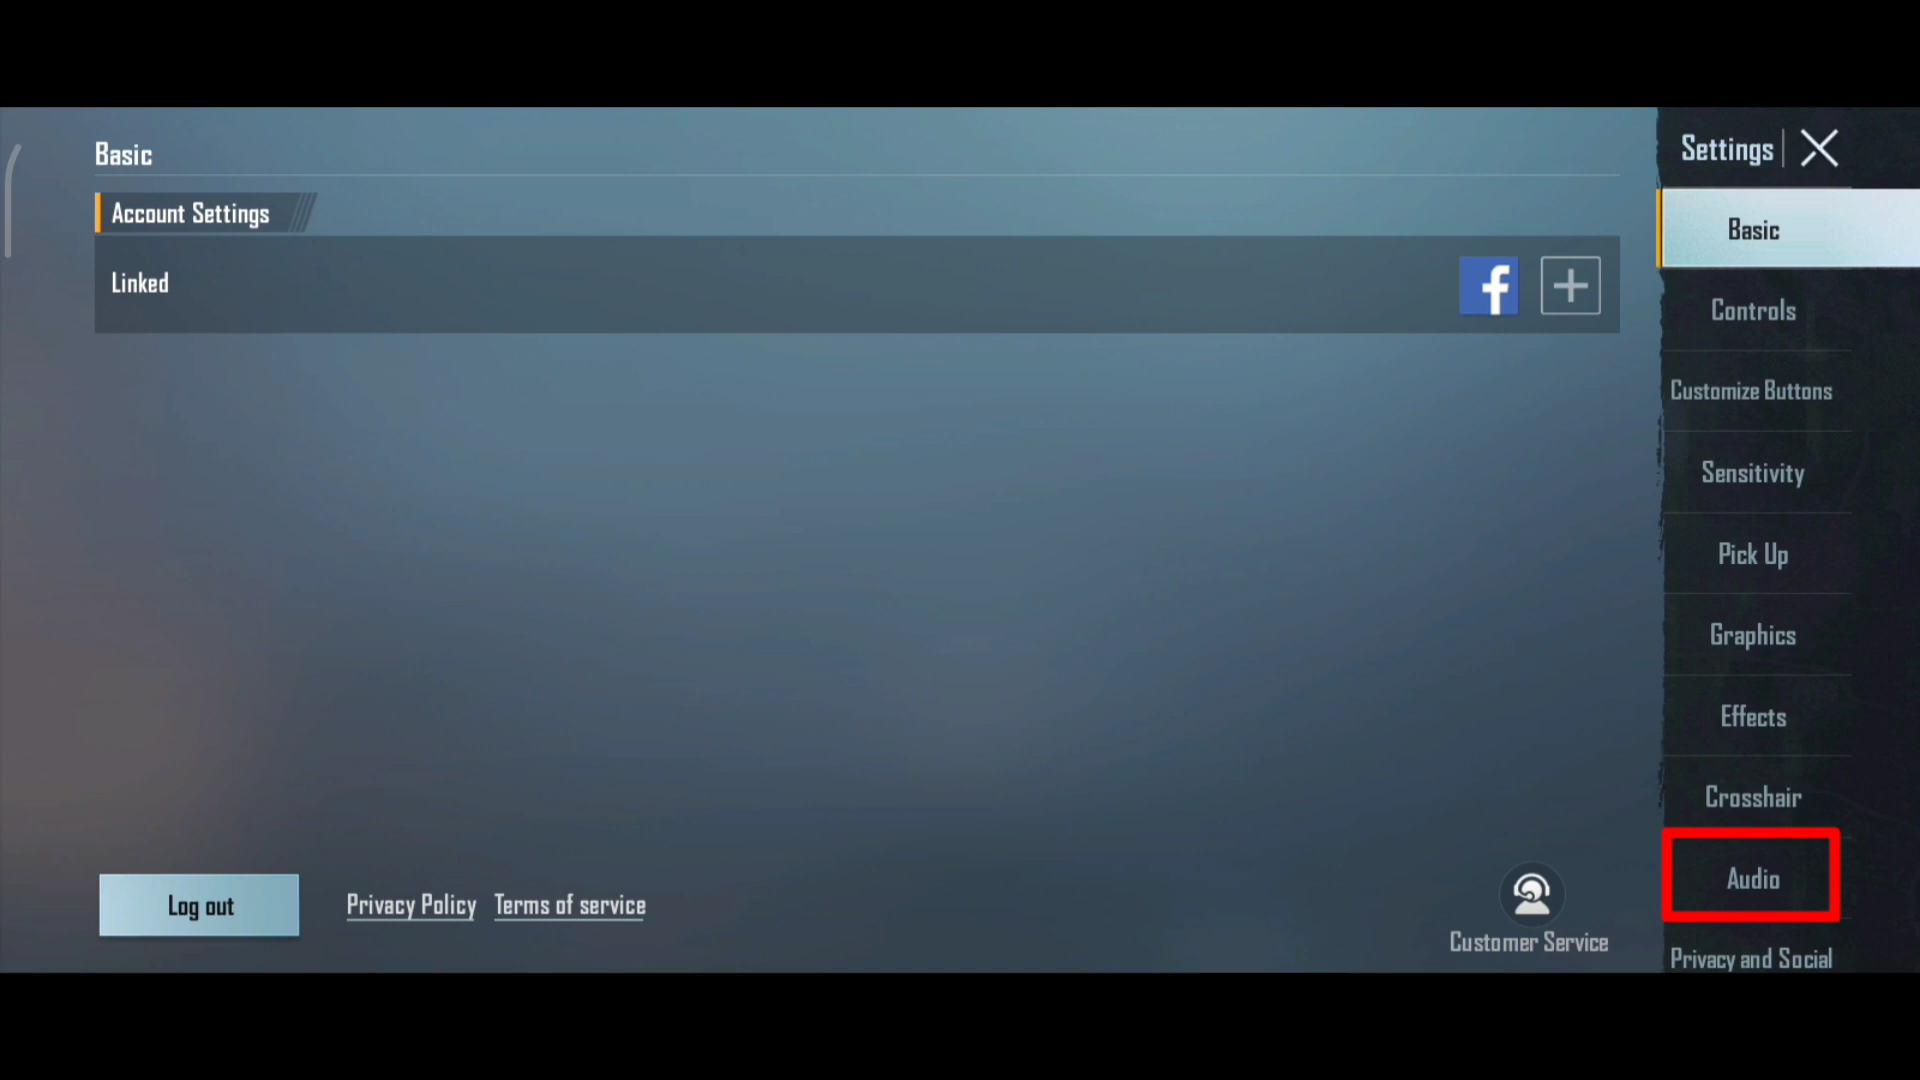 Basic
Account Settings
Linked
Log out
Privacy Policy
Terms of service
Customer Service
Settings
Basic
Controls
Customize Buttons
Sensitivity
Pick Up
Graphics
Effects
Crosshair
Audio
Privacy and Social